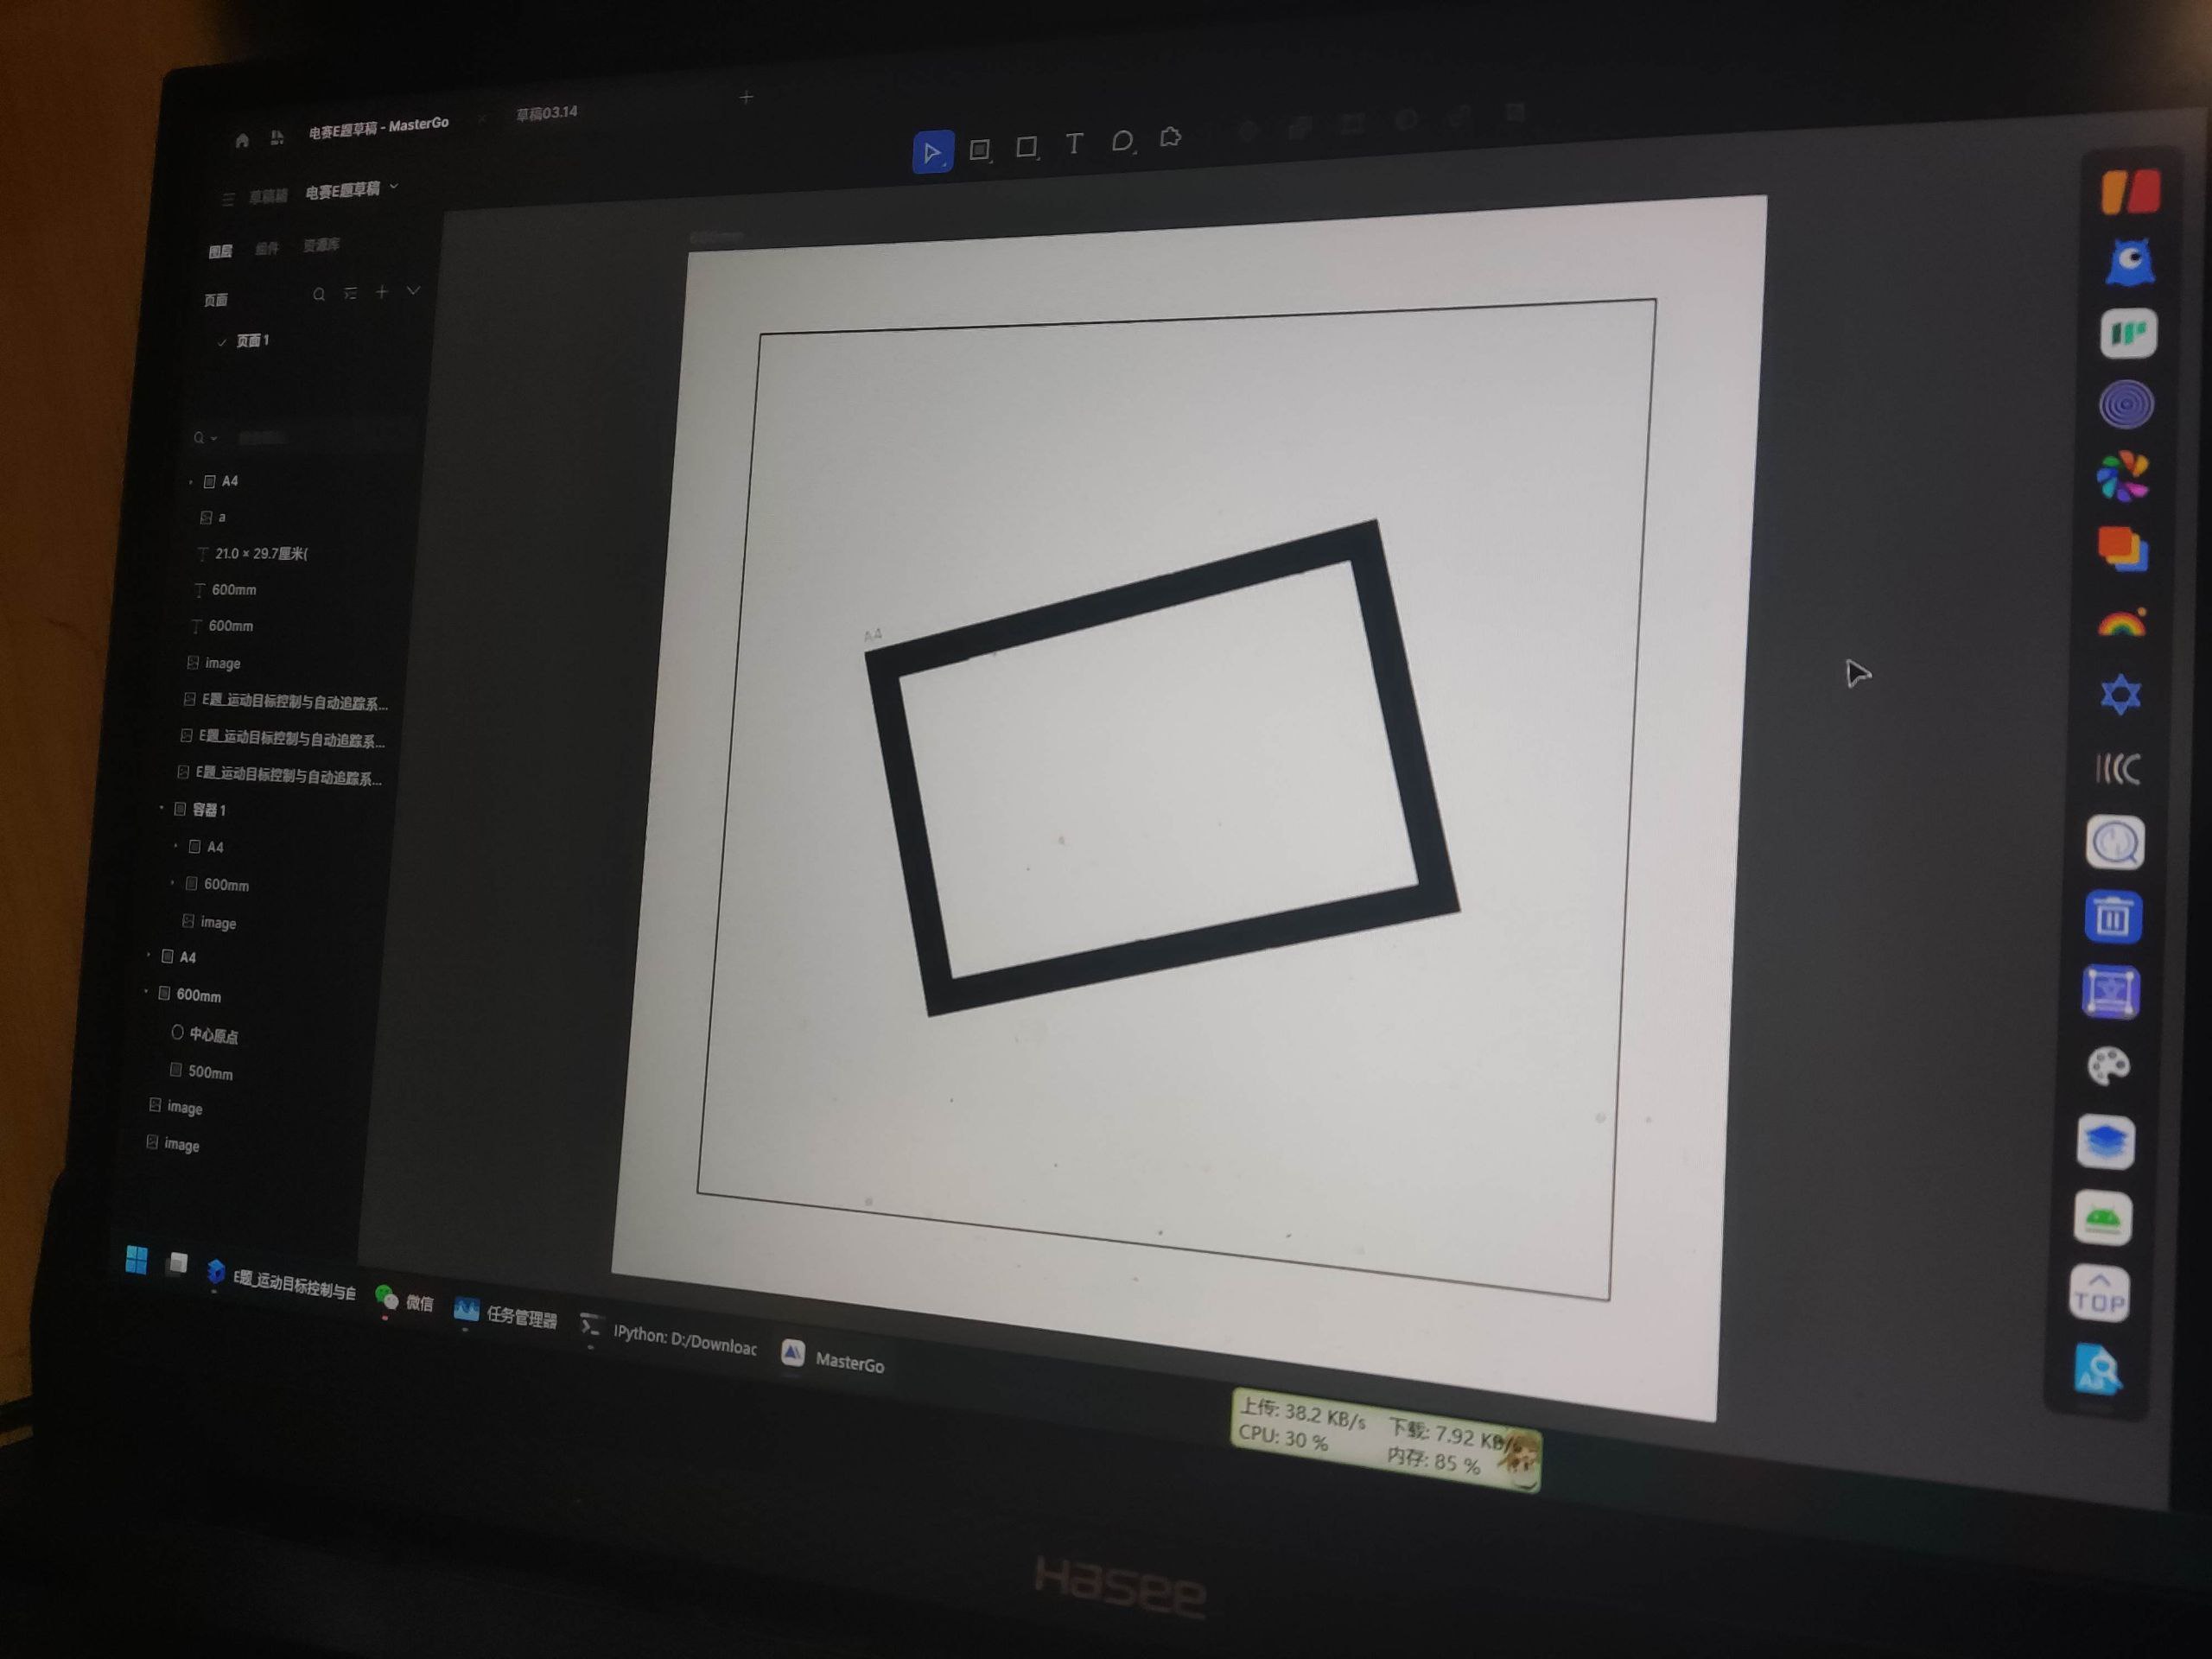 电赛E题草稿 - MasterGo
草稿03.14
草稿箱 电赛E题草稿
图层 组件 资源库
页面
页面 1
A4
a
21.0 × 29.7厘米(
600mm
600mm
image
E题_运动目标控制与自动追踪系...
E题_运动目标控制与自动追踪系...
E题_运动目标控制与自动追踪系...
容器 1
A4
600mm
image
A4
600mm
中心原点
500mm
image
image
A4
TOP
E题_运动目标控制与自
微信
任务管理器
IPython: D:/Downloac
MasterGo
上传: 38.2 KB/s 下载: 7.92 KB/s
CPU: 30 % 内存: 85 %
Hasee